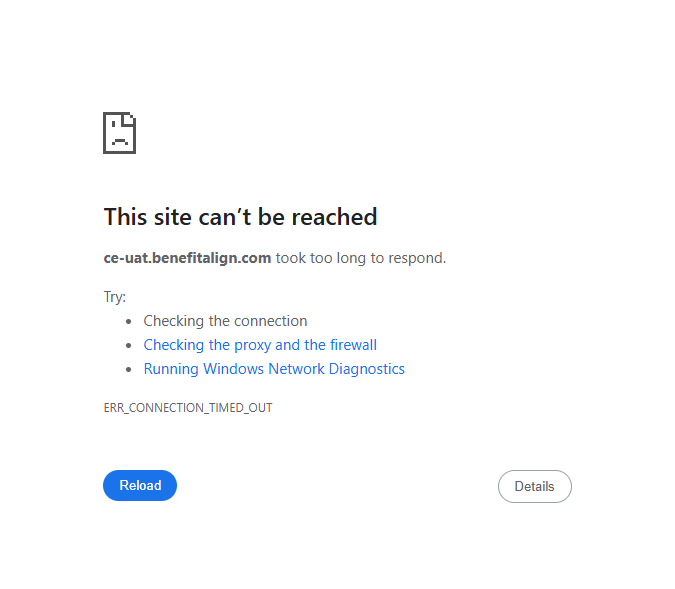 This site can’t be reached
ce-uat.benefitalign.com took too long to respond.
Try:
Checking the connection
Checking the proxy and the firewall
Running Windows Network Diagnostics
ERR_CONNECTION_TIMED_OUT
Reload
Details